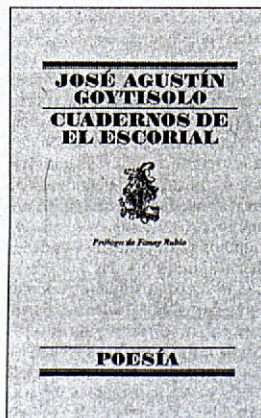 JOSÉ AGUSTÍN
GOYTISOLO
CUADERNOS DE
EL ESCORIAL
Prólogo de Fanny Rubio
POESÍA